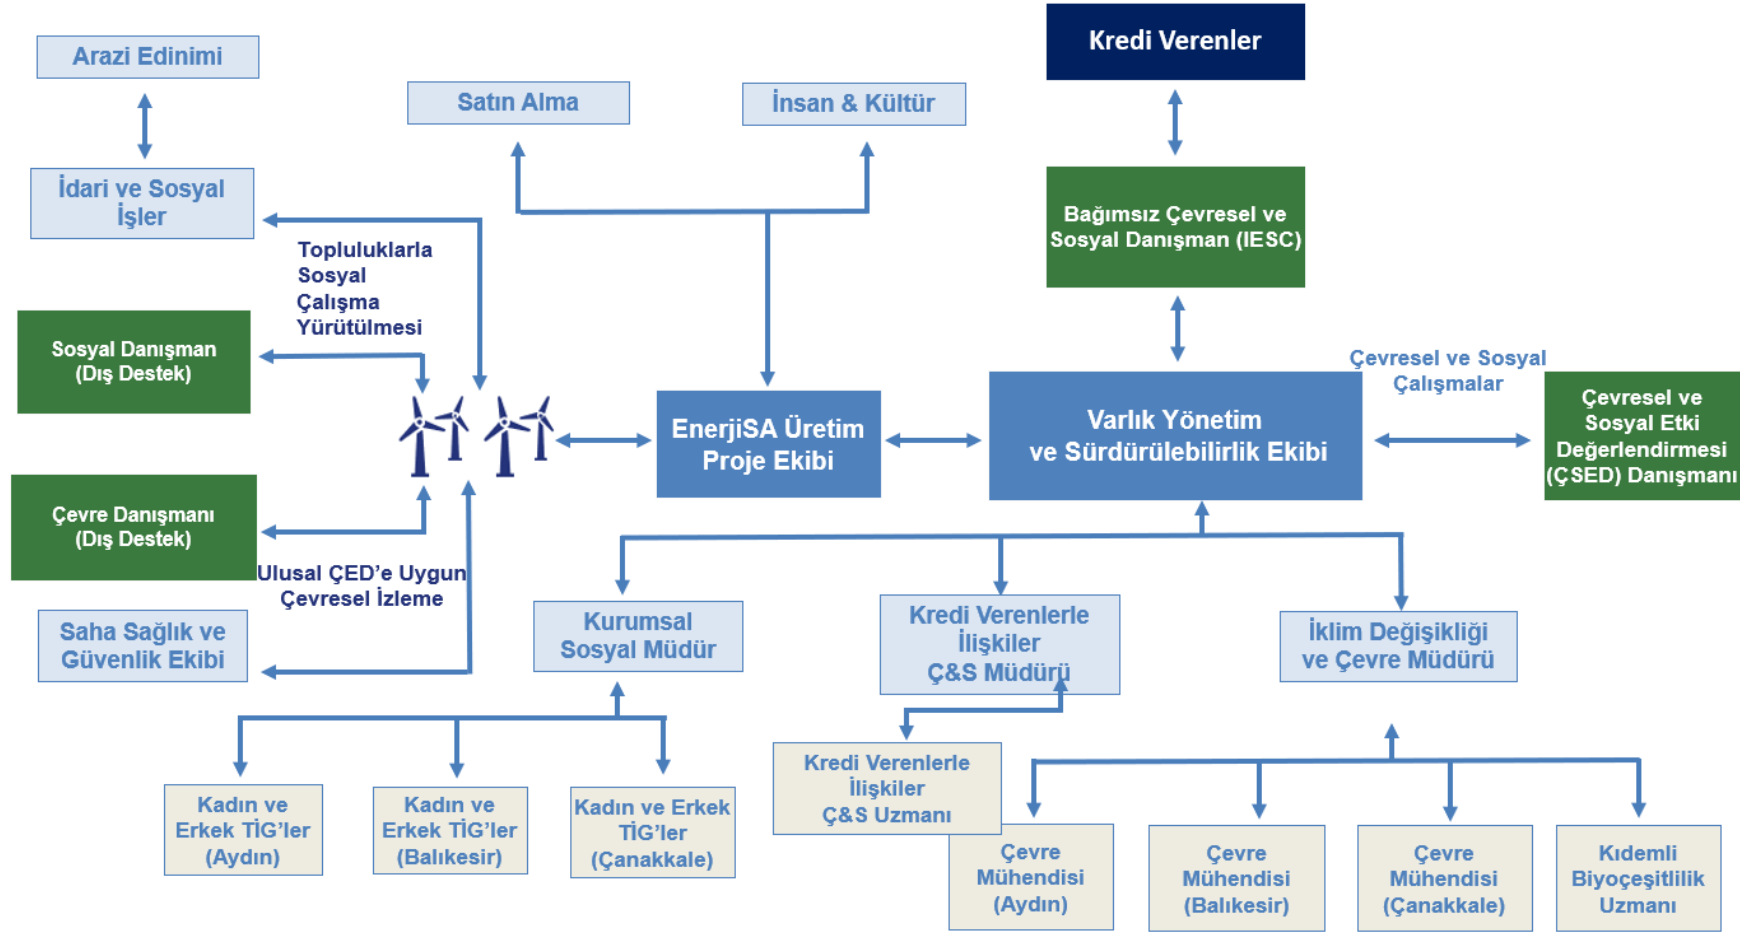 Kredi Verenler
Arazi Edinimi
Satın Alma
İnsan & Kültür
İdari ve Sosyal
İşler
Bağımsız Çevresel ve
Sosyal Danışman (IESC)
Topluluklarla
Sosyal
Çalışma
Yürütülmesi
Sosyal Danışman
(Dış Destek)
Çevresel ve Sosyal
Çalışmalar
EnerjiSA Üretim
Proje Ekibi
Varlık Yönetim
ve Sürdürülebilirlik Ekibi
Çevresel ve
Sosyal Etki
Değerlendirmesi
(ÇSED) Danışmanı
Çevre Danışmanı
(Dış Destek)
Ulusal ÇED’e Uygun
Çevresel İzleme
Saha Sağlık ve
Güvenlik Ekibi
Kurumsal
Sosyal Müdür
Kredi Verenlerle
İlişkiler
Ç&S Müdürü
İklim Değişikliği
ve Çevre Müdürü
Kadın ve
Erkek TİG’ler
(Aydın)
Kadın ve
Erkek TİG’ler
(Balıkesir)
Kadın ve Erkek
TİG’ler
(Çanakkale)
Kredi Verenlerle
İlişkiler
Ç&S Uzmanı
Çevre
Mühendisi
(Aydın)
Çevre
Mühendisi
(Balıkesir)
Çevre
Mühendisi
(Çanakkale)
Kıdemli
Biyoçeşitlilik
Uzmanı